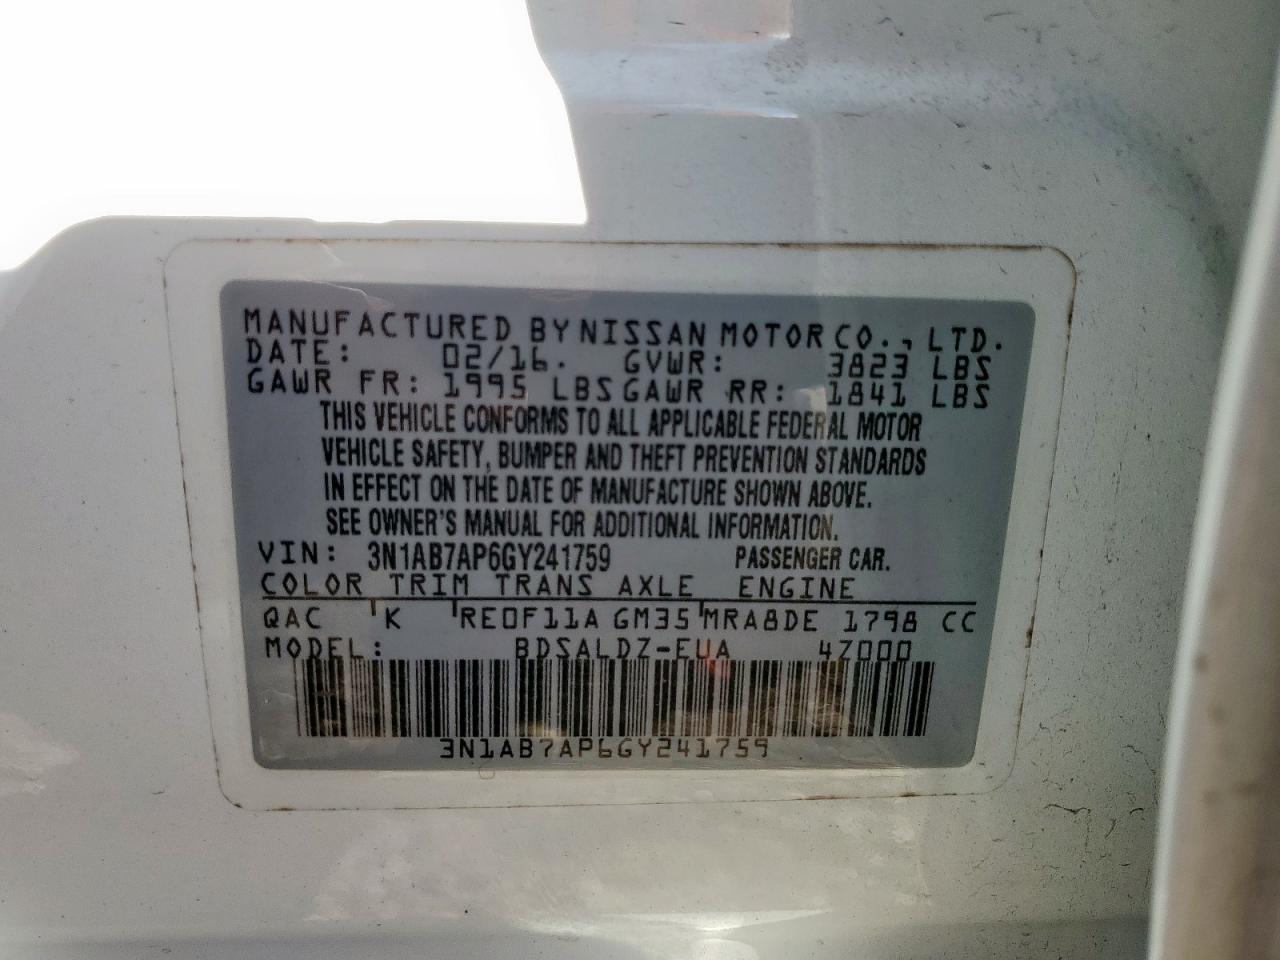 MANUFACTURED BY NISSAN MOTOR CO., LTD.
DATE: 02/16. GVWR: 3823 LBS
GAWR FR: 1995 LBS GAWR RR: 1841 LBS
THIS VEHICLE CONFORMS TO ALL APPLICABLE FEDERAL MOTOR
VEHICLE SAFETY, BUMPER AND THEFT PREVENTION STANDARDS
IN EFFECT ON THE DATE OF MANUFACTURE SHOWN ABOVE.
SEE OWNER'S MANUAL FOR ADDITIONAL INFORMATION.
VIN: 3N1AB7AP6GY241759 PASSENGER CAR.
COLOR TRIM TRANS AXLE ENGINE
QAC K RE0F11A GM35 MRA8DE 1798 CC
MODEL: BDSALDZ-EUA 4Z000
3N1AB7AP6GY241759